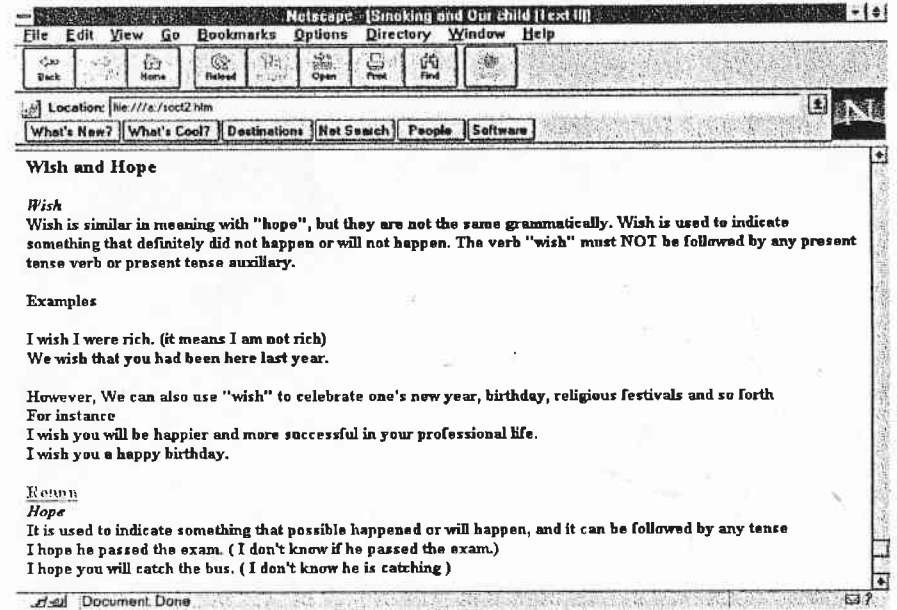 Netscape - [Smoking and Our child [Text II]]
File Edit View Go Bookmarks Options Directory Window Help
Back Home Reload Open Print Find
Location: file:///a:/soct2.htm
What's New? What's Cool? Destinations Net Search People Software
N
Wish and Hope
Wish
Wish is similar in meaning with "hope", but they are not the same grammatically. Wish is used to indicate
something that definitely did not happen or will not happen. The verb "wish" must NOT be followed by any present
tense verb or present tense auxillary.
Examples
I wish I were rich. (it means I am not rich)
We wish that you had been here last year.
However, We can also use "wish" to celebrate one's new year, birthday, religious festivals and so forth
For instance
I wish you will be happier and more successful in your professional life.
I wish you a happy birthday.
Hope
It is used to indicate something that possible happened or will happen, and it can be followed by any tense
I hope he passed the exam. ( I don't know if he passed the exam.)
I hope you will catch the bus. ( I don't know he is catching )
Document: Done